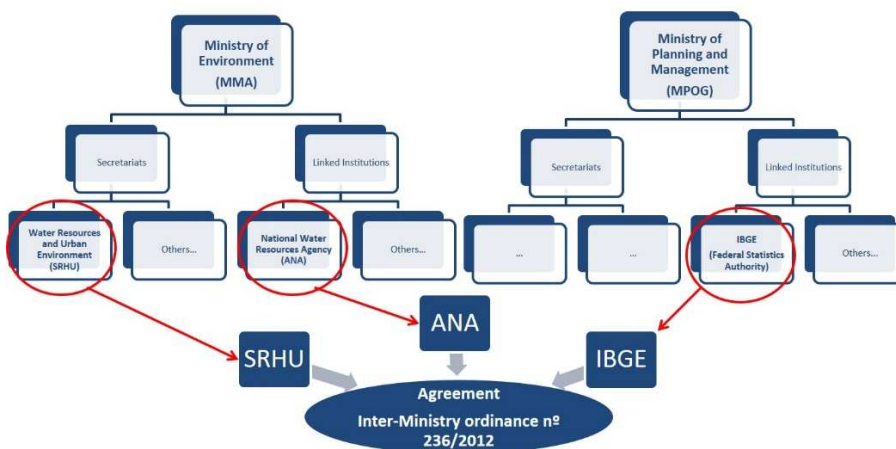 Ministry of
Environment
(MMA)
Ministry of
Planning and
Management
(MPOG)
Secretariats
Linked Institutions
Secretariats
Linked Institutions
Water Resources
and Urban
Environment
(SRHU)
Others...
National Water
Resources Agency
(ANA)
Others...
...
...
IBGE
(Federal Statistics
Authority)
Others...
SRHU
ANA
IBGE
Agreement
Inter-Ministry ordinance nº
236/2012